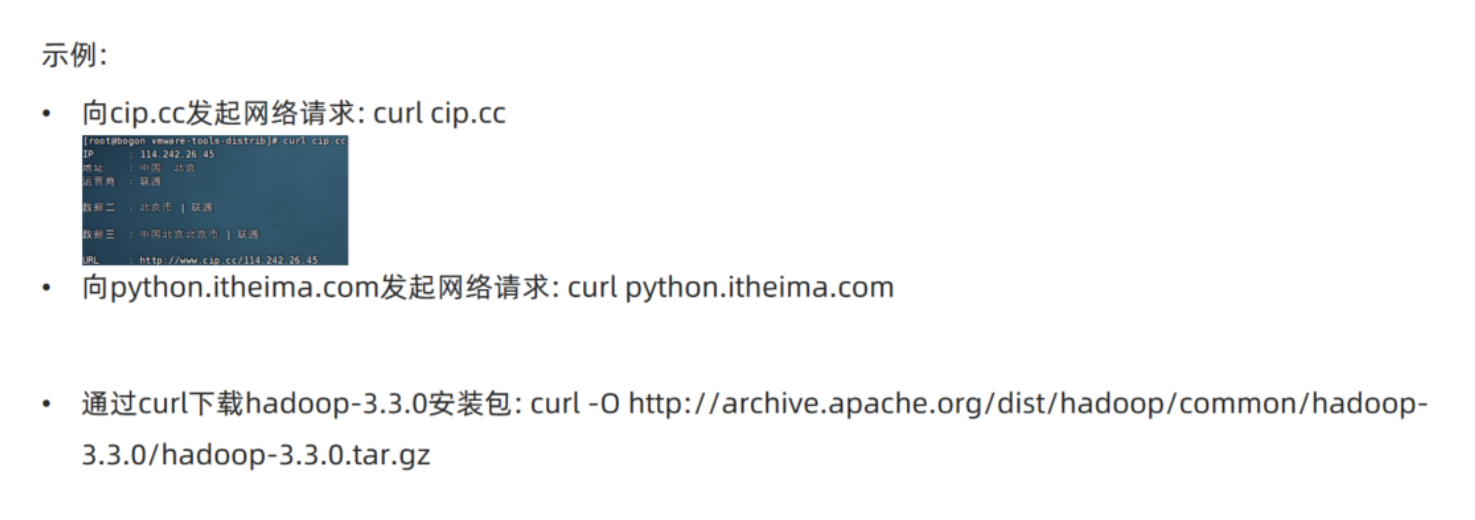 示例:
• 向cip.cc发起网络请求: curl cip.cc
[root@bogon vmware-tools-distrib]# curl cip.cc
IP : 114.242.26.45
地址 : 中国 北京
运营商 : 联通
数据二 : 北京市 | 联通
数据三 : 中国北京北京市 | 联通
URL : http://www.cip.cc/114.242.26.45
• 向python.itheima.com发起网络请求: curl python.itheima.com
• 通过curl下载hadoop-3.3.0安装包: curl -O http://archive.apache.org/dist/hadoop/common/hadoop-
3.3.0/hadoop-3.3.0.tar.gz